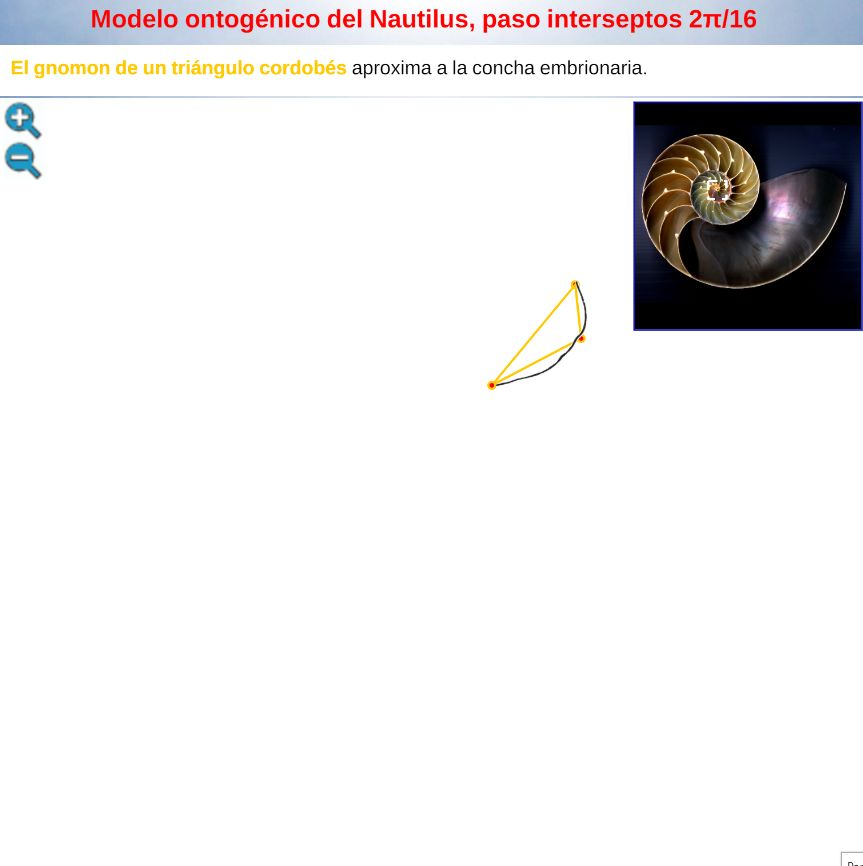 Modelo ontogénico del Nautilus, paso interseptos 2π/16
El gnomon de un triángulo cordobés aproxima a la concha embrionaria.